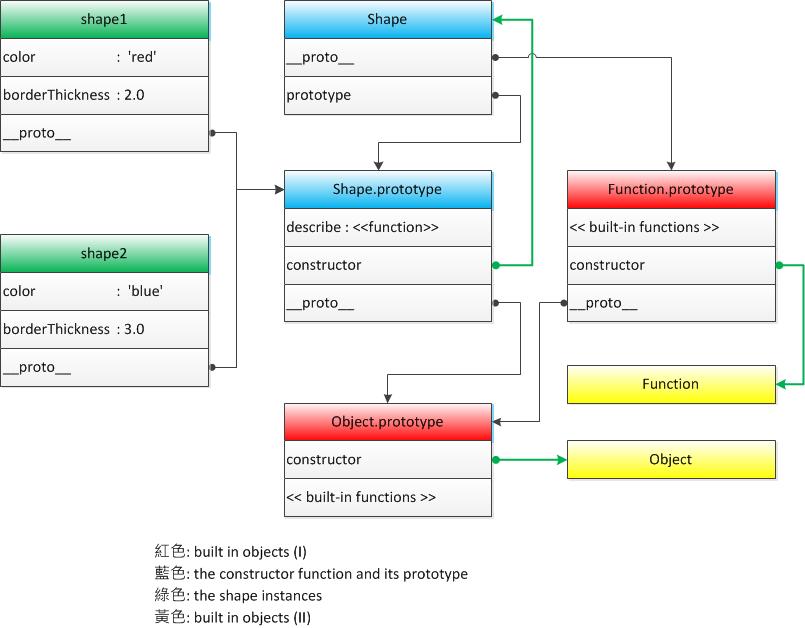 shape1
color : 'red'
borderThickness : 2.0
__proto__
Shape
__proto__
prototype
shape2
color : 'blue'
borderThickness : 3.0
__proto__
Shape.prototype
describe : <<function>>
constructor
__proto__
Function.prototype
<< built-in functions >>
constructor
__proto__
Function
Object.prototype
constructor
<< built-in functions >>
Object
紅色: built in objects (I)
藍色: the constructor function and its prototype
綠色: the shape instances
黃色: built in objects (II)